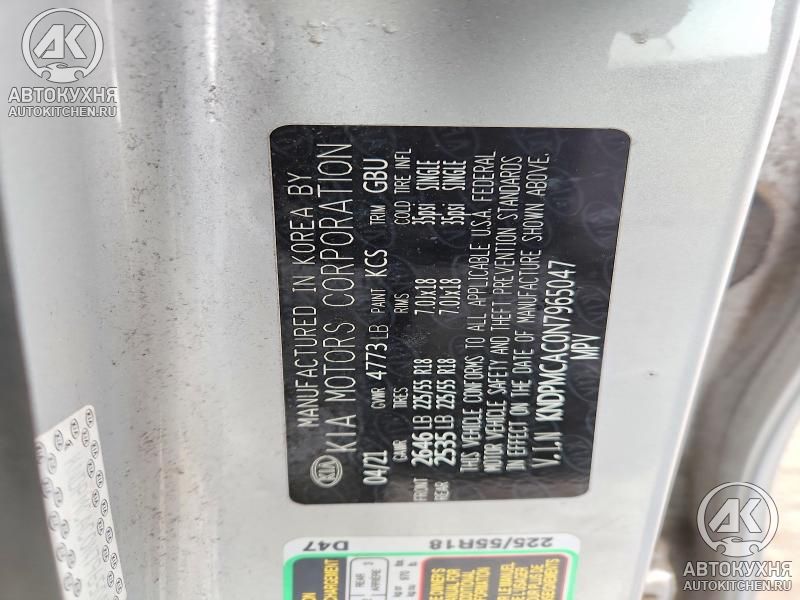 АВТОКУХНЯ
AUTOKITCHEN.RU
MANUFACTURED IN KOREA BY
KIA KIA MOTORS CORPORATION
04/21 GVWR 4773 LB PAINT KCS TRIM GBU
GAWR TIRES RIMS COLD TIRE INFL
FRONT 2646 LB 225/55 R18 7.0Jx18 35psi SINGLE
REAR 2535 LB 225/55 R18 7.0Jx18 35psi SINGLE
THIS VEHICLE CONFORMS TO ALL APPLICABLE U.S.A. FEDERAL
MOTOR VEHICLE SAFETY AND THEFT PREVENTION STANDARDS
IN EFFECT ON THE DATE OF MANUFACTURE SHOWN ABOVE.
V.I.N KNDPMCAC0N7965047
MPV
D47 225/55R18
REAR 3
ARRIERE
АВТОКУХНЯ
AUTOKITCHEN.RU